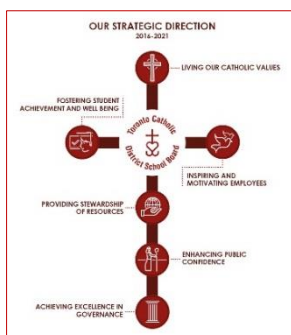 OUR STRATEGIC DIRECTION
2016-2021
LIVING OUR CATHOLIC VALUES
FOSTERING STUDENT
ACHIEVEMENT AND WELL BEING
Toronto Catholic
District School Board
INSPIRING AND
MOTIVATING EMPLOYEES
PROVIDING STEWARDSHIP
OF RESOURCES
ENHANCING PUBLIC
CONFIDENCE
ACHIEVING EXCELLENCE IN
GOVERNANCE